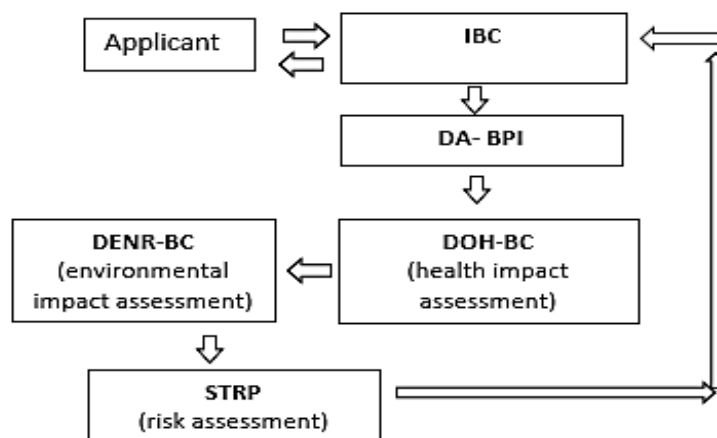 Applicant
IBC
DA- BPI
DENR-BC
(environmental
impact assessment)
DOH-BC
(health impact
assessment)
STRP
(risk assessment)